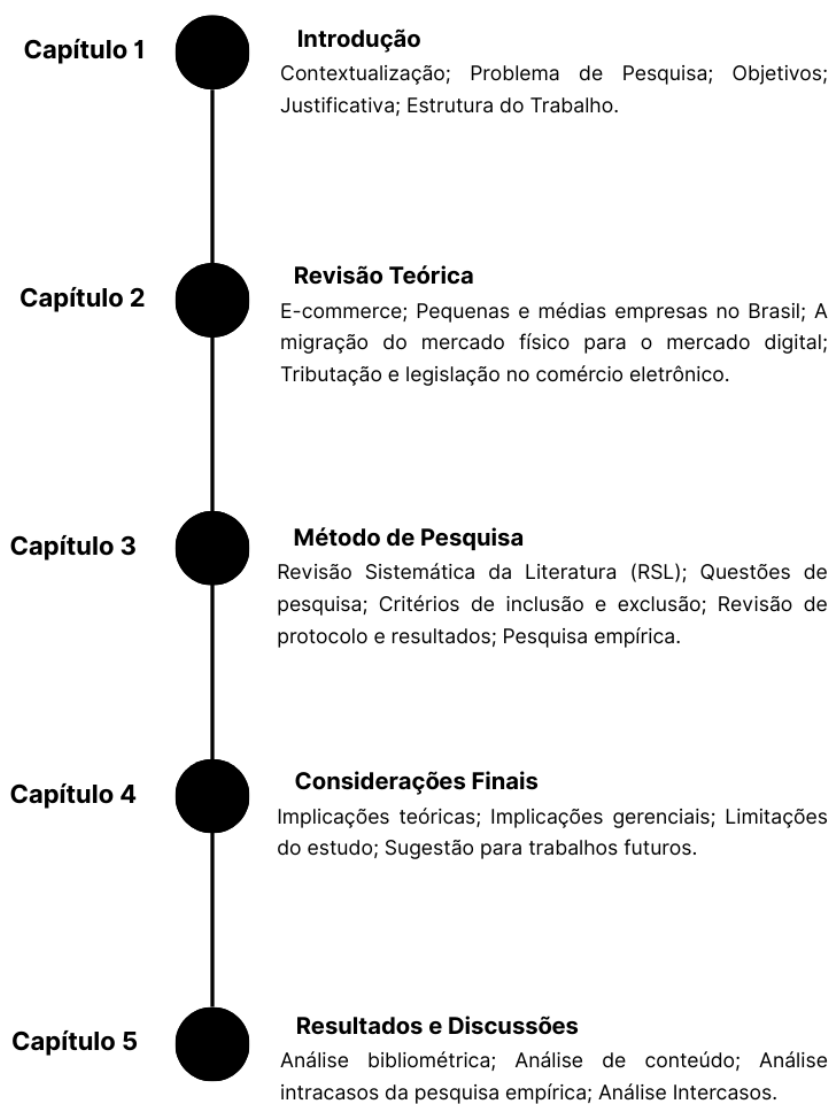 Capítulo 1
Introdução
Contextualização; Problema de Pesquisa; Objetivos;
Justificativa; Estrutura do Trabalho.
Capítulo 2
Revisão Teórica
E-commerce; Pequenas e médias empresas no Brasil; A
migração do mercado físico para o mercado digital;
Tributação e legislação no comércio eletrônico.
Capítulo 3
Método de Pesquisa
Revisão Sistemática da Literatura (RSL); Questões de
pesquisa; Critérios de inclusão e exclusão; Revisão de
protocolo e resultados; Pesquisa empírica.
Capítulo 4
Considerações Finais
Implicações teóricas; Implicações gerenciais; Limitações
do estudo; Sugestão para trabalhos futuros.
Capítulo 5
Resultados e Discussões
Análise bibliométrica; Análise de conteúdo; Análise
intracasos da pesquisa empírica; Análise Intercasos.